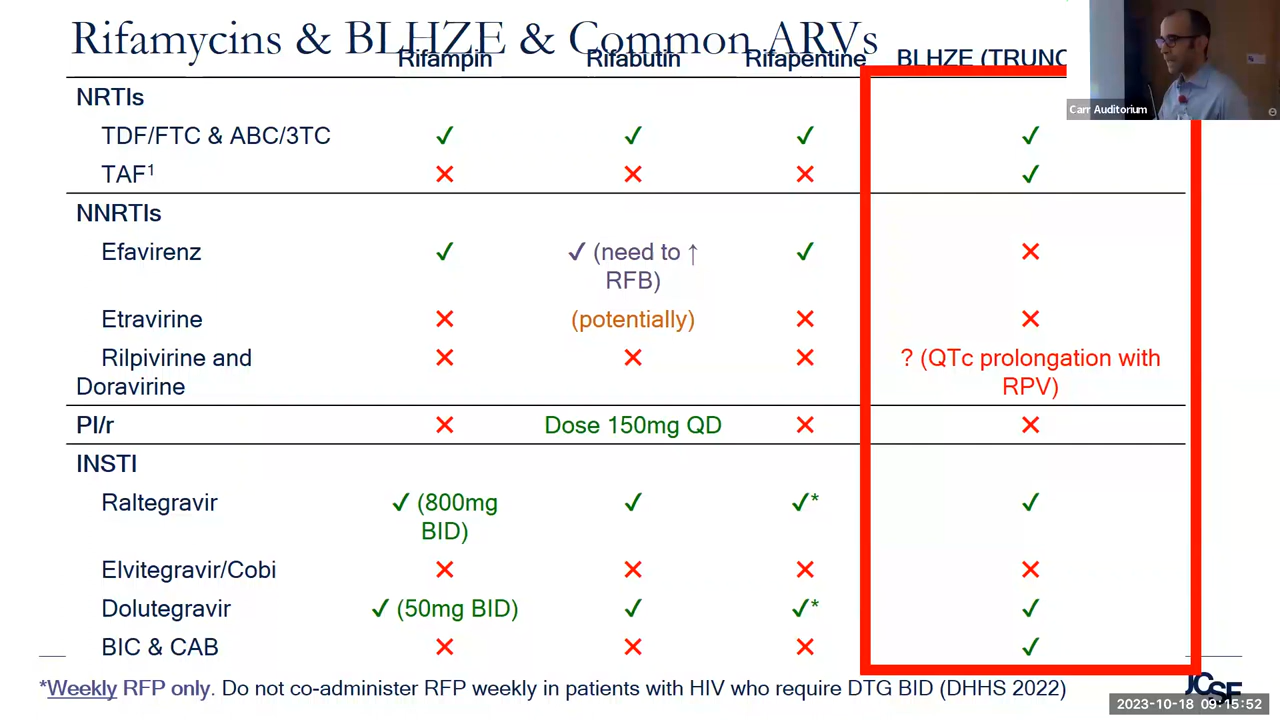 Rifamycins & BLHZE & Common ARVs
Rifampin Rifabutin Rifapentine BLHZE (TRUNC
Carr Auditorium
NRTIs
TDF/FTC & ABC/3TC ✓ ✓ ✓ ✓
TAF¹ ✕ ✕ ✕ ✓
NNRTIs
Efavirenz ✓ ✓ (need to ↑ ✓ ✕
RFB)
Etravirine ✕ (potentially) ✕ ✕
Rilpivirine and ✕ ✕ ✕ ? (QTc prolongation with
Doravirine RPV)
PI/r ✕ Dose 150mg QD ✕ ✕
INSTI
Raltegravir ✓ (800mg ✓ ✓* ✓
BID)
Elvitegravir/Cobi ✕ ✕ ✕ ✕
Dolutegravir ✓ (50mg BID) ✓ ✓* ✓
BIC & CAB ✕ ✕ ✕ ✓
*Weekly RFP only. Do not co-administer RFP weekly in patients with HIV who require DTG BID (DHHS 2022)
2023-10-18 09:15:52